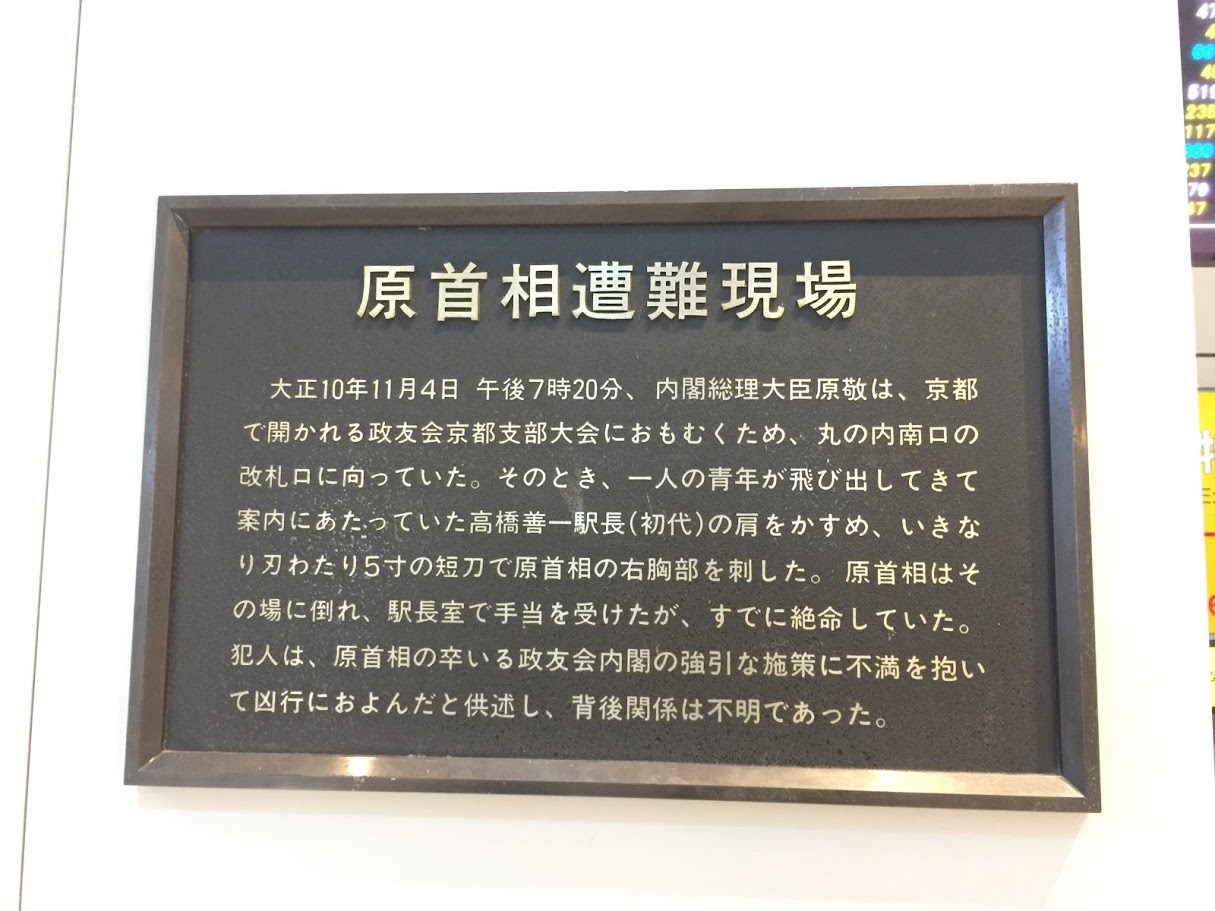 原首相遭難現場
大正10年11月4日 午後7時20分、内閣総理大臣原敬は、京都
で開かれる政友会京都支部大会におもむくため、丸の内南口の
改札口に向っていた。そのとき、一人の青年が飛び出してきて
案内にあたっていた高橋善一駅長(初代)の肩をかすめ、いきな
り刃わたり5寸の短刀で原首相の右胸部を刺した。原首相はそ
の場に倒れ、駅長室で手当を受けたが、すでに絶命していた。
犯人は、原首相の卒いる政友会内閣の強引な施策に不満を抱い
て凶行におよんだと供述し、背後関係は不明であった。
519
117